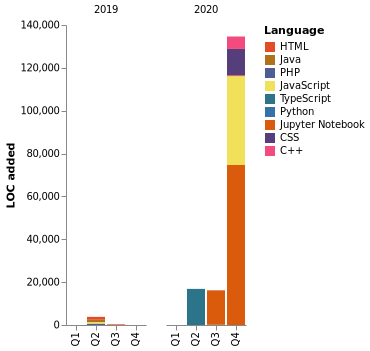 2019 2020
Language
HTML
Java
PHP
JavaScript
TypeScript
Python
Jupyter Notebook
CSS
C++
LOC added
140,000
120,000
100,000
80,000
60,000
40,000
20,000
0
Q1 Q2 Q3 Q4 Q1 Q2 Q3 Q4